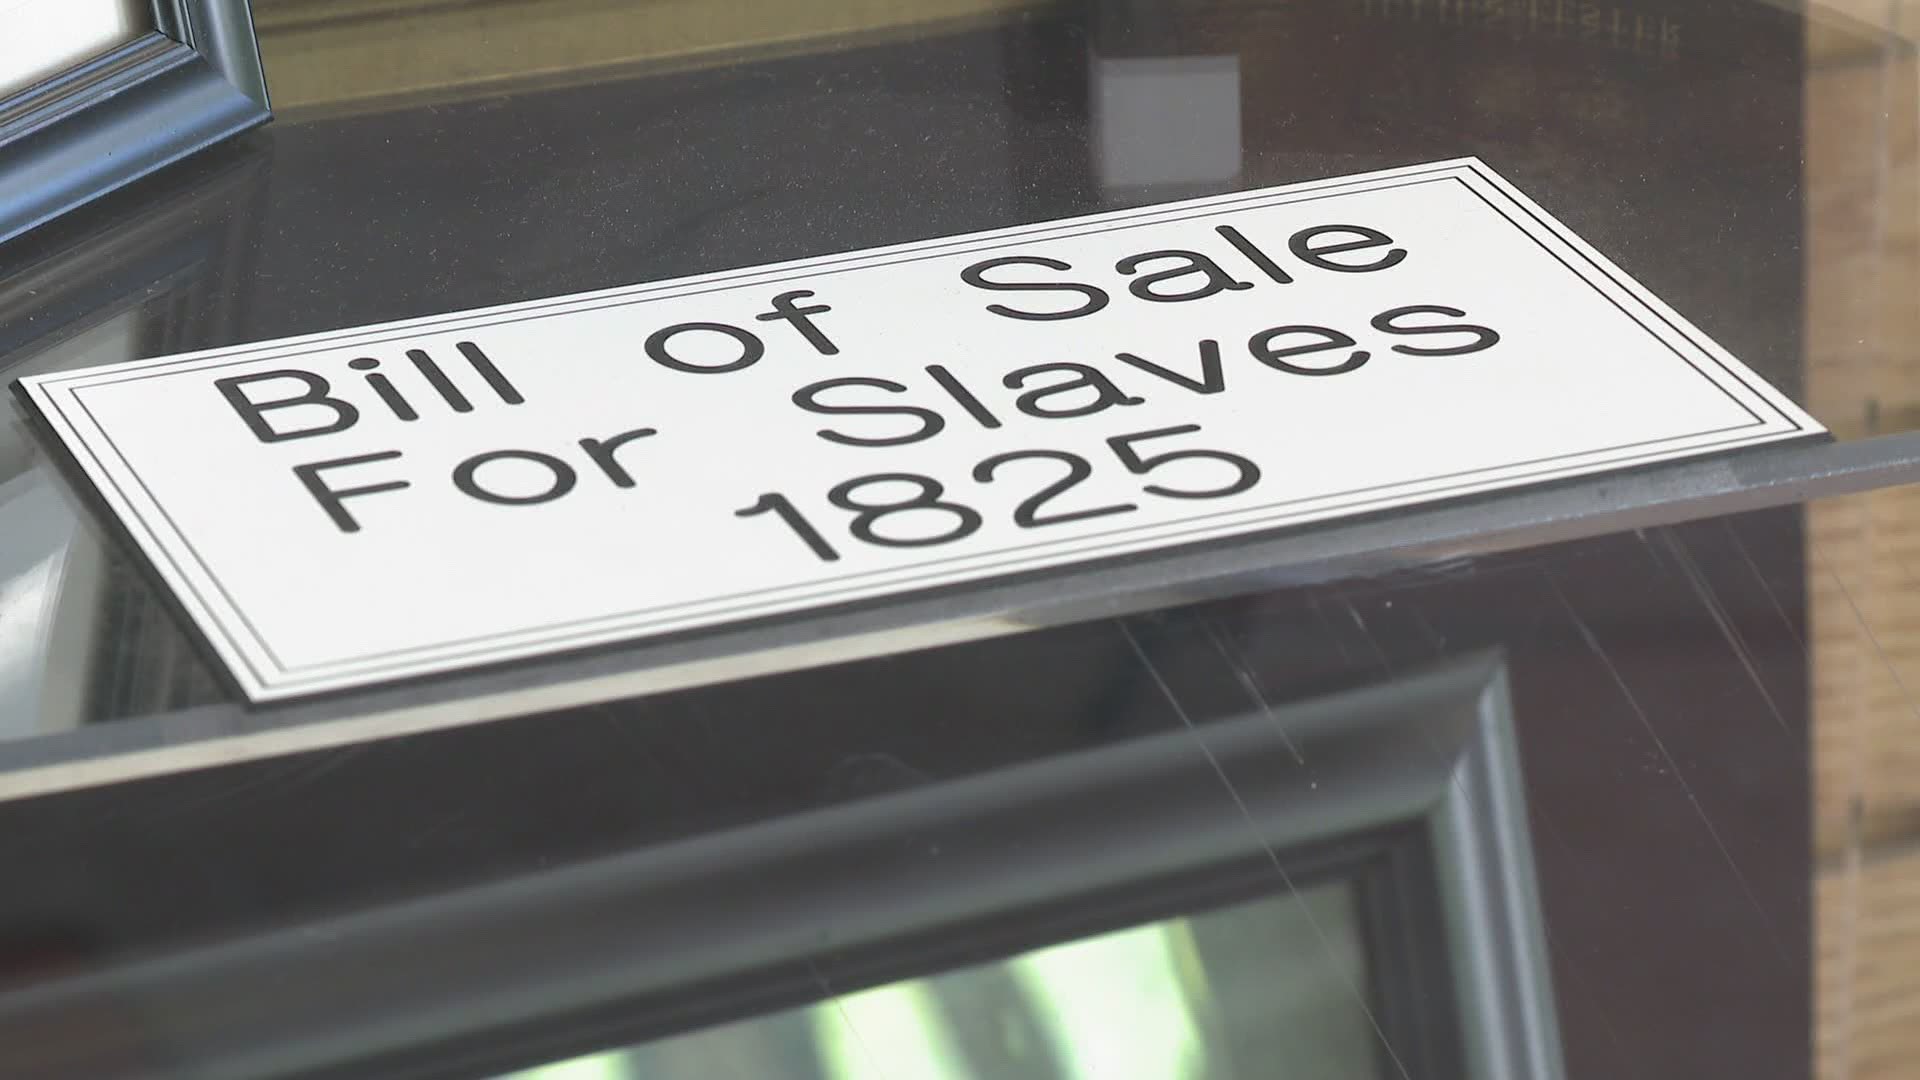 Bill of Sale
For Slaves
1825